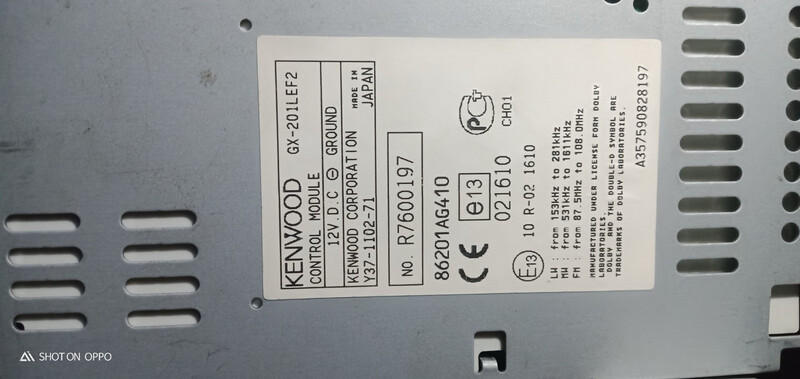 KENWOOD GX-201LEF2
CONTROL MODULE
12V.D.C ⊖ GROUND
KENWOOD CORPORATION MADE IN
Y37-1102-71 JAPAN
NO. R7600197
86201AG410
CE e13 PCT
021610 CH01
E13 10 R-02 1610
LW : from 153kHz to 281kHz
MW : from 531kHz to 1611kHz
FM : from 87.5MHz to 108.0MHz
MANUFACTURED UNDER LICENSE FORM DOLBY
LABORATORIES.
DOLBY AND THE DOUBLE-D SYMBOL ARE
TRADEMARKS OF DOLBY LABORATORIES.
A357590828197
SHOT ON OPPO